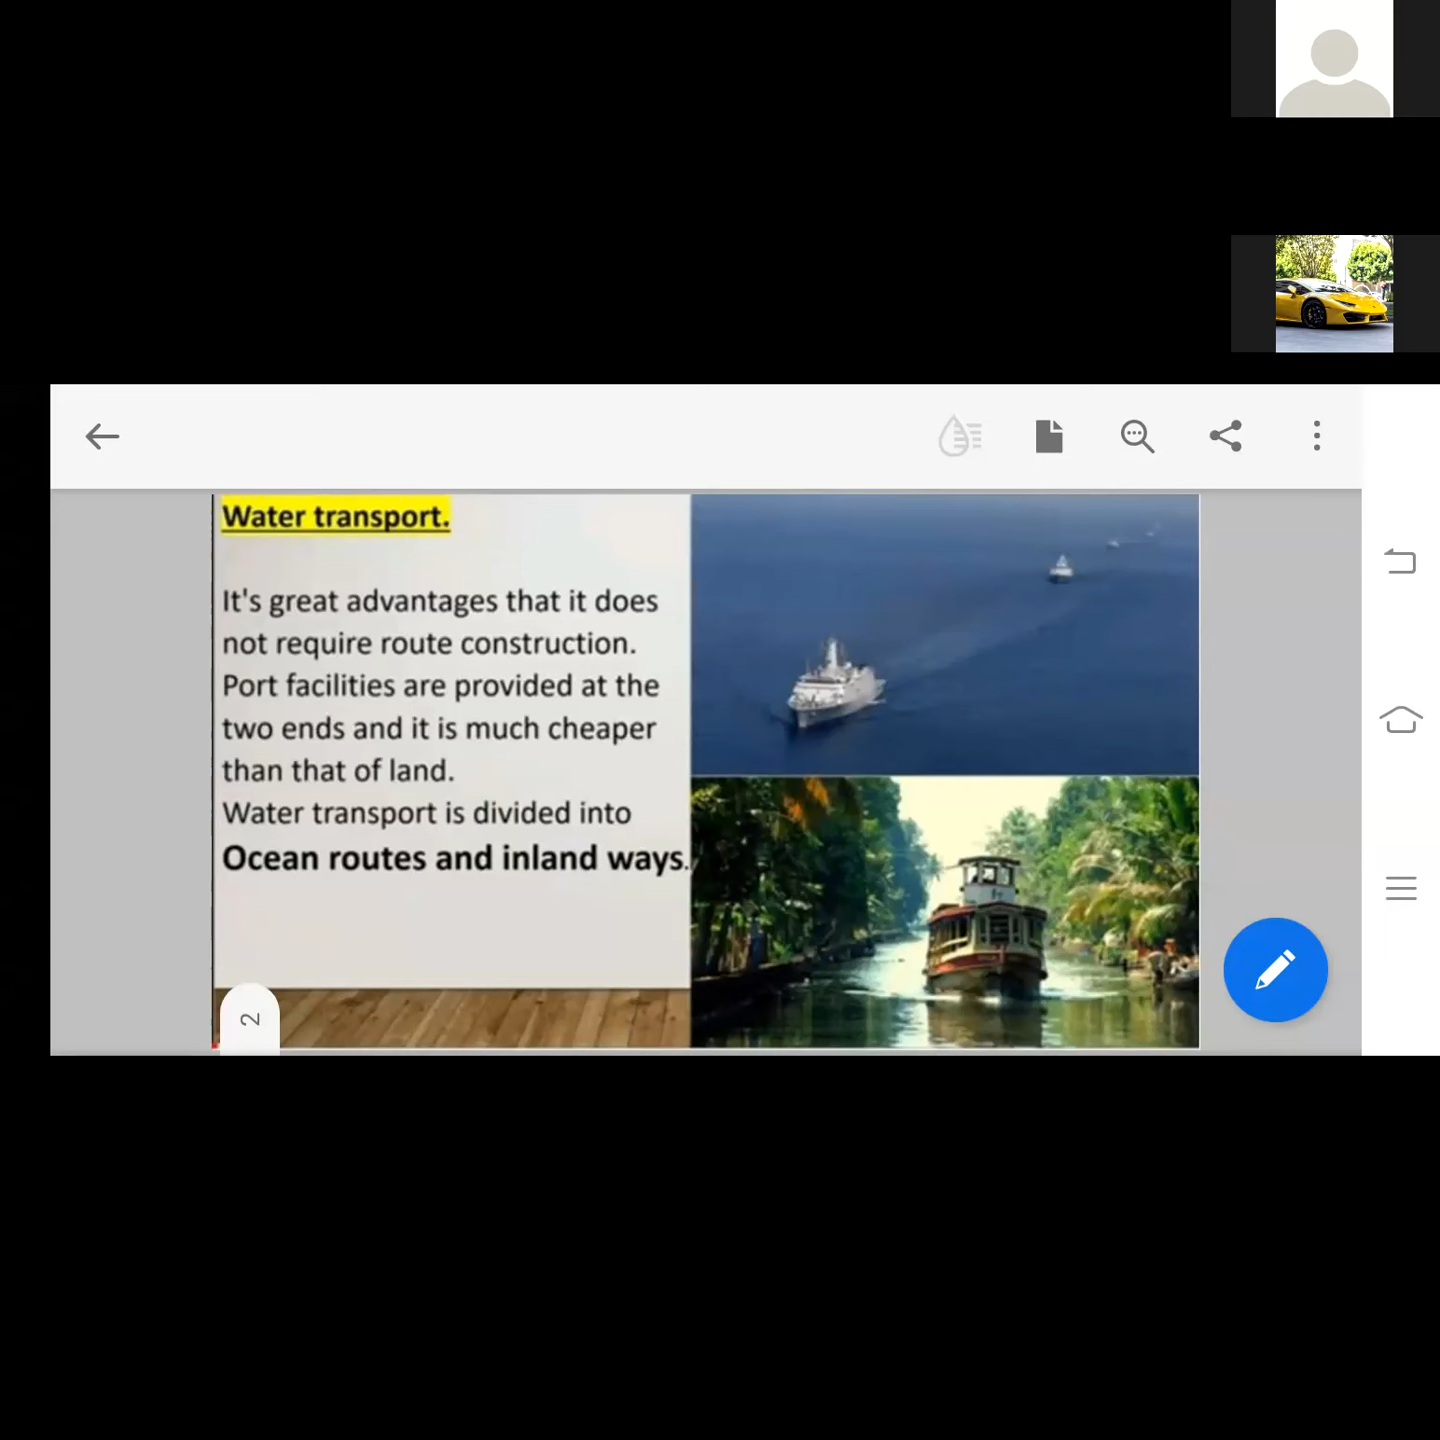 Water transport.
It's great advantages that it does
not require route construction.
Port facilities are provided at the
two ends and it is much cheaper
than that of land.
Water transport is divided into
Ocean routes and inland ways.
2